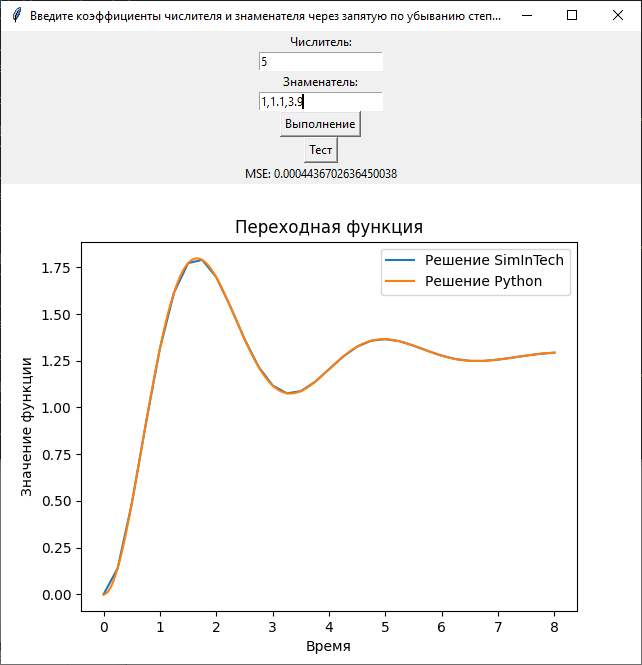 Введите коэффициенты числителя и знаменателя через запятую по убыванию степ...
Числитель:
5
Знаменатель:
1,1.1,3.9
Выполнение
Тест
MSE: 0.0004436702636450038
Переходная функция
Решение SimInTech
Решение Python
1.75
1.50
1.25
1.00
0.75
0.50
0.25
0.00
Значение функции
0 1 2 3 4 5 6 7 8
Время